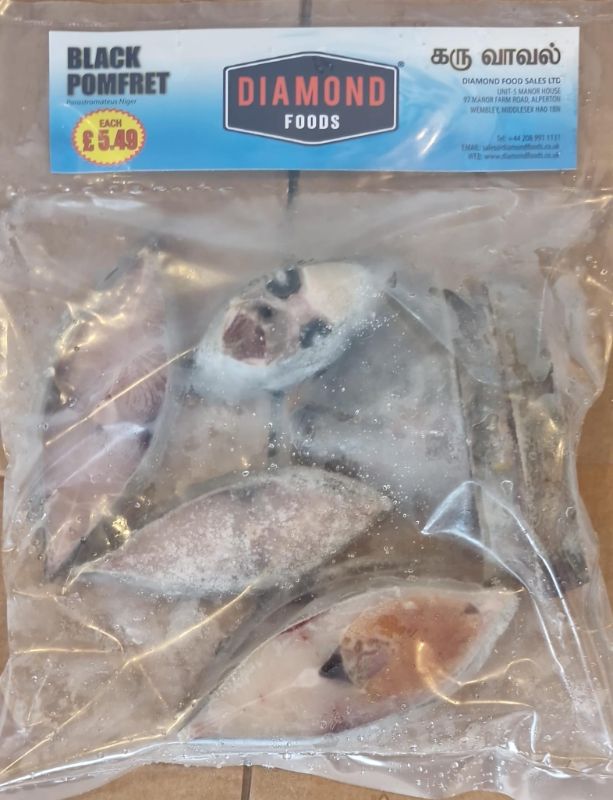 BLACK
POMFRET
Parastromateus Niger
EACH
£ 5.49
DIAMOND®
FOODS
கரு வாவல்
DIAMOND FOOD SALES LTD
UNIT-5 MANOR HOUSE
97 MANOR FARM ROAD, ALPERTON
WEMBLEY, MIDDLESEX HA0 1BN
Tel: +44 208 991 1131
EMAIL: sales@diamondfoods.co.uk
WEB: www.diamondfoods.co.uk